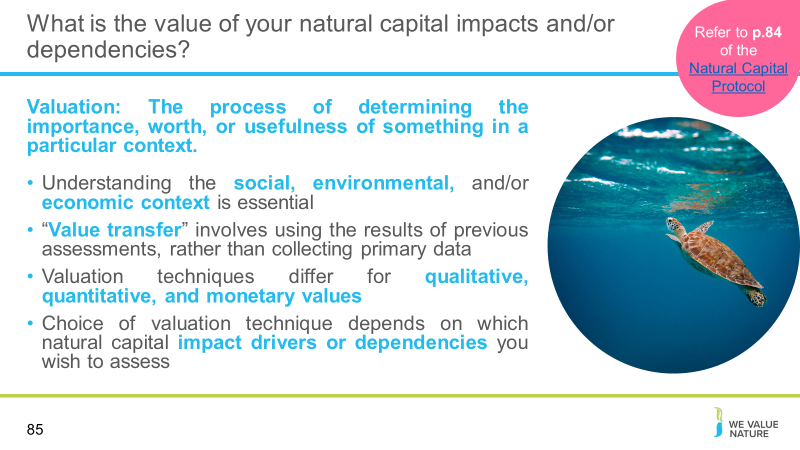 What is the value of your natural capital impacts and/or
dependencies?
Refer to p.84
of the
Natural Capital
Protocol
Valuation: The process of determining the
importance, worth, or usefulness of something in a
particular context.
• Understanding the social, environmental, and/or
economic context is essential
• “Value transfer” involves using the results of previous
assessments, rather than collecting primary data
• Valuation techniques differ for qualitative,
quantitative, and monetary values
• Choice of valuation technique depends on which
natural capital impact drivers or dependencies you
wish to assess
85
WE VALUE
NATURE